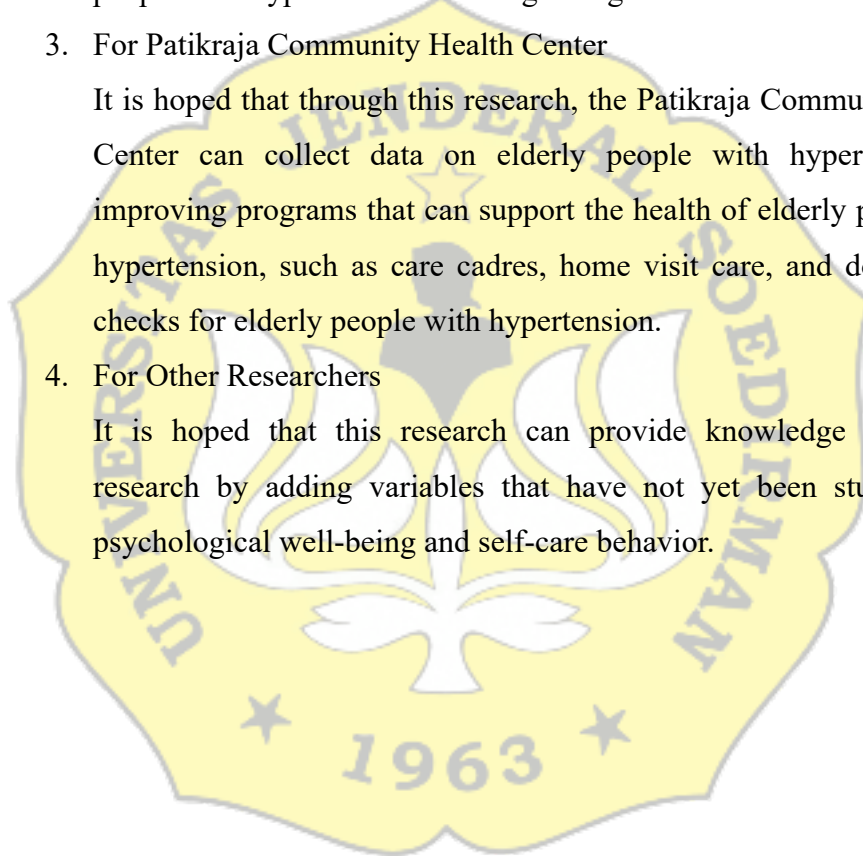 3. For Patikraja Community Health Center
It is hoped that through this research, the Patikraja
Center can collect data on elderly people with
improving programs that can support the health of elderly
hypertension, such as care cadres, home visit care, and
checks for elderly people with hypertension.
4. For Other Researchers
It is hoped that this research can provide knowledge
research by adding variables that have not yet been
psychological well-being and self-care behavior.
UNIVERSITAS JENDERAL SOEDIRMAN
1963